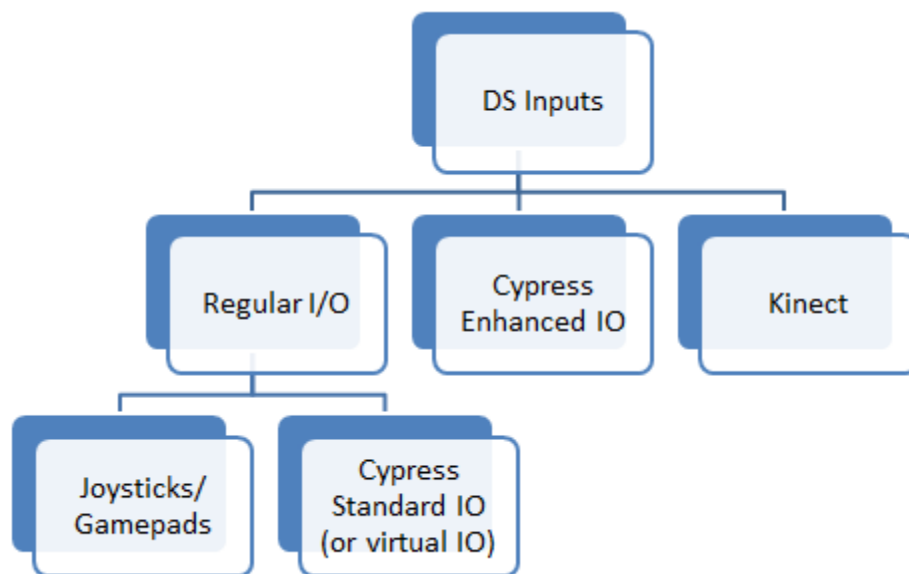 DS Inputs
Regular I/O
Cypress
Enhanced IO
Kinect
Joysticks/
Gamepads
Cypress
Standard IO
(or virtual IO)